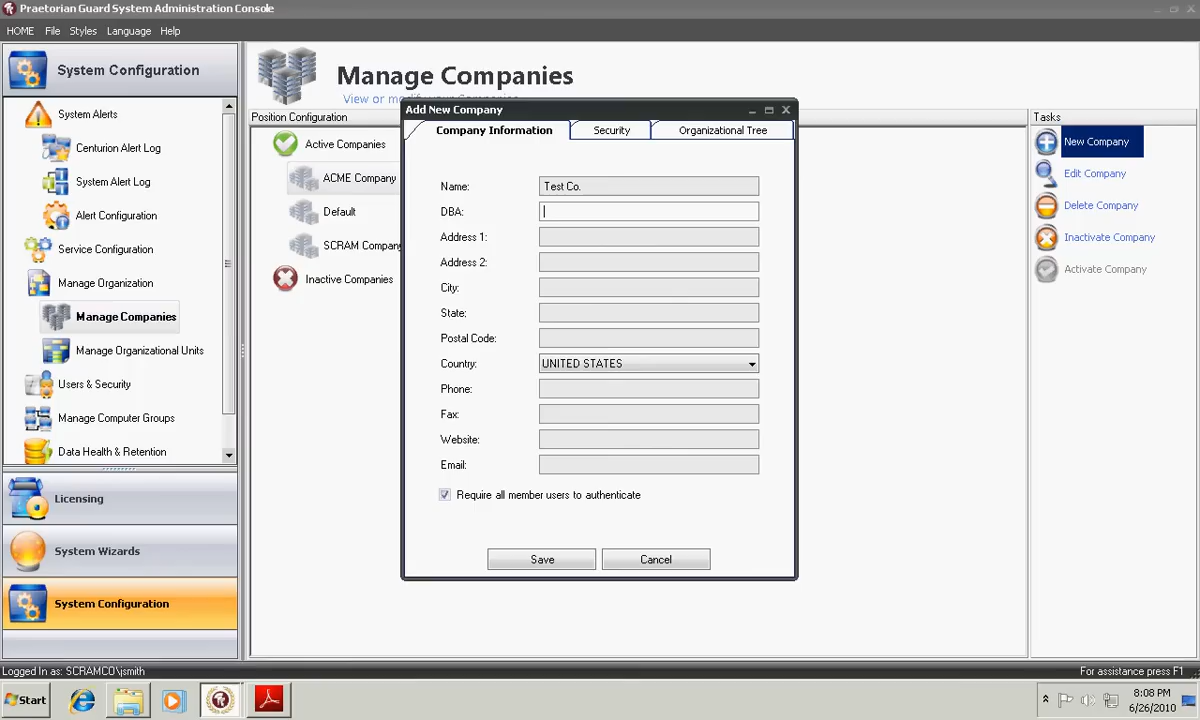 Praetorian Guard System Administration Console
HOME File Styles Language Help
System Configuration
System Alerts
Centurion Alert Log
System Alert Log
Alert Configuration
Service Configuration
Manage Organization
Manage Companies
Manage Organizational Units
Users & Security
Manage Computer Groups
Data Health & Retention
Licensing
System Wizards
System Configuration
Manage Companies
View or
Position Configuration
Active Companies
ACME Company
Default
SCRAM Company
Inactive Companies
Add New Company
Company Information Security Organizational Tree
Name: Test Co.
DBA:
Address 1:
Address 2:
City:
State:
Postal Code:
Country: UNITED STATES
Phone:
Fax:
Website:
Email:
Require all member users to authenticate
Save Cancel
Tasks
New Company
Edit Company
Delete Company
Inactivate Company
Activate Company
Logged In as: SCRAMCO\jsmith
For assistance press F1
Start
8:08 PM
6/26/2010